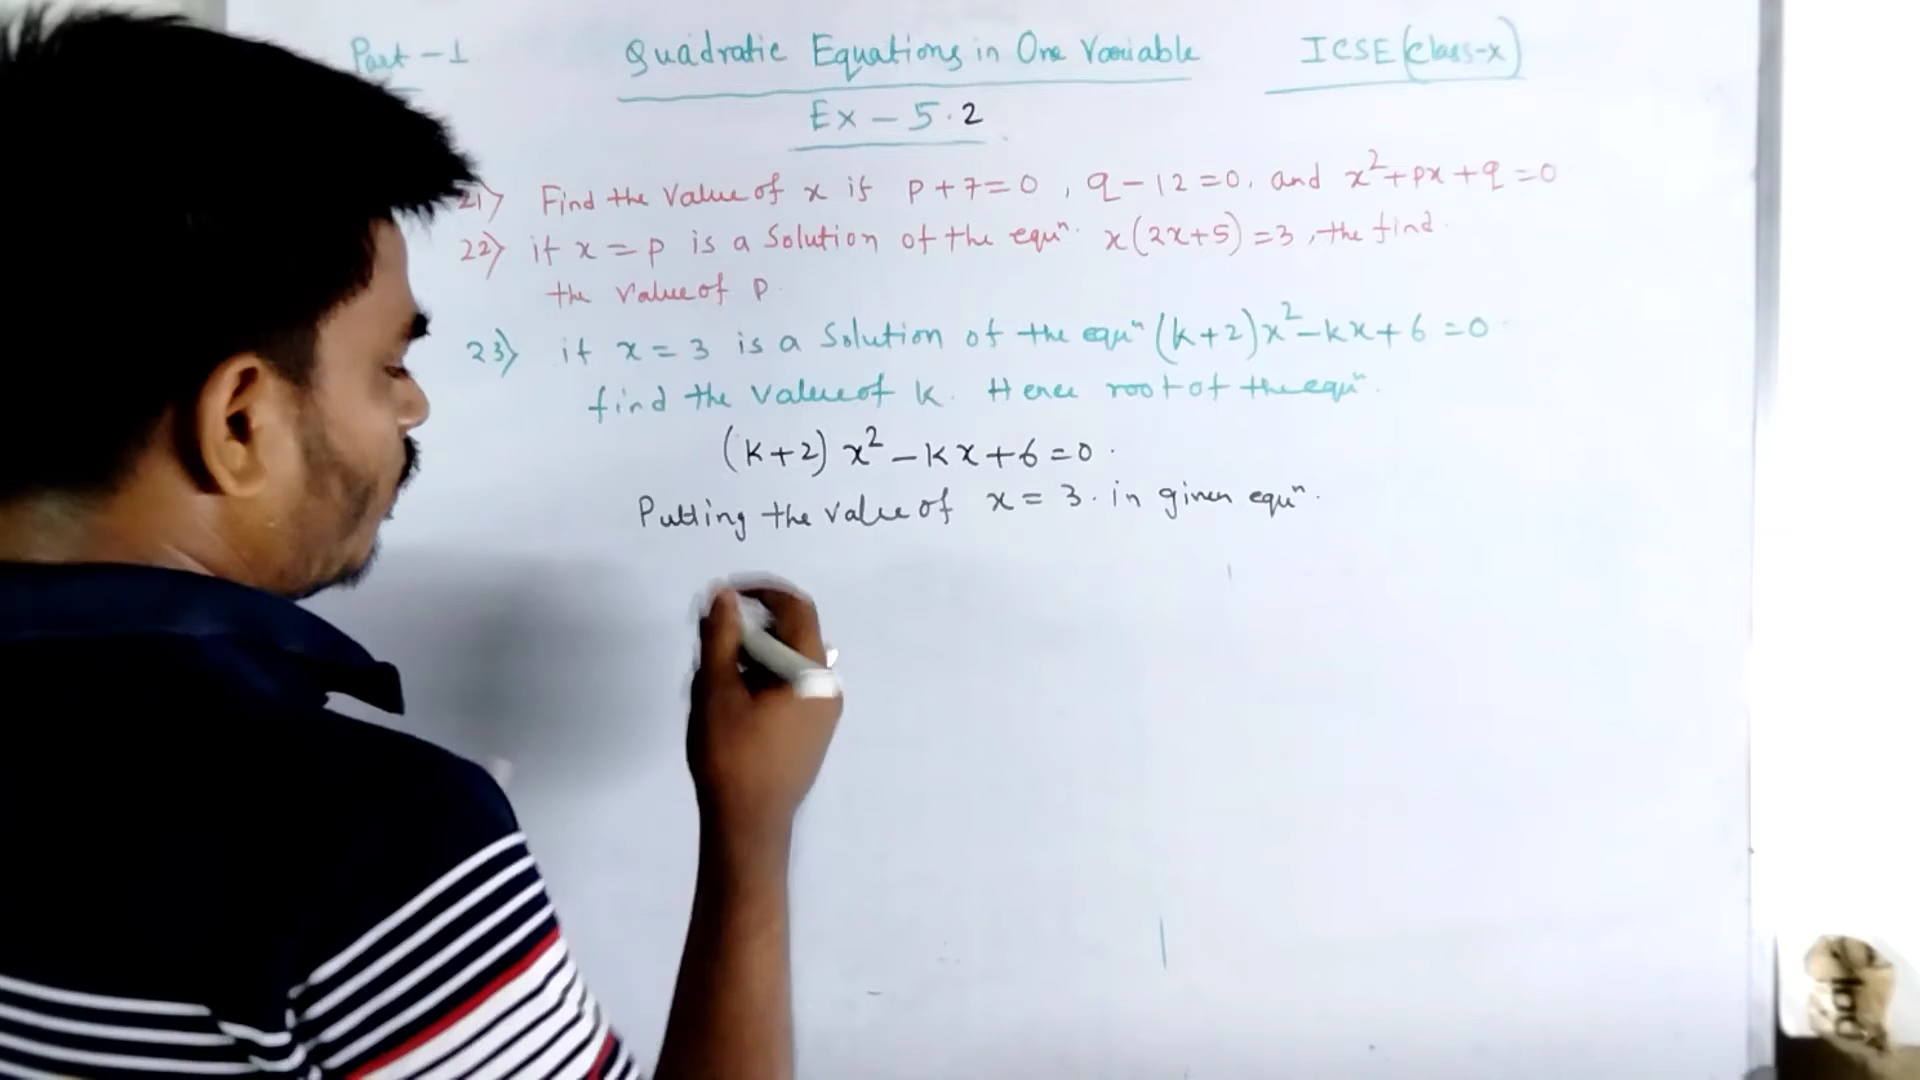 Part - 1 Quadratic Equations in One Variable ICSE (Class-X)
Ex - 5.2
21) Find the Value of x if p + 7 = 0 , q - 12 = 0, and x² + px + q = 0
22) if x = p is a Solution of the equⁿ. x(2x+5) = 3 , the find
the Value of p.
23) if x = 3 is a Solution of the equⁿ (k+2)x² - kx + 6 = 0
find the Value of k. Hence root of the equⁿ.
(k+2) x² - kx + 6 = 0.
Putting the value of x = 3. in given equⁿ.